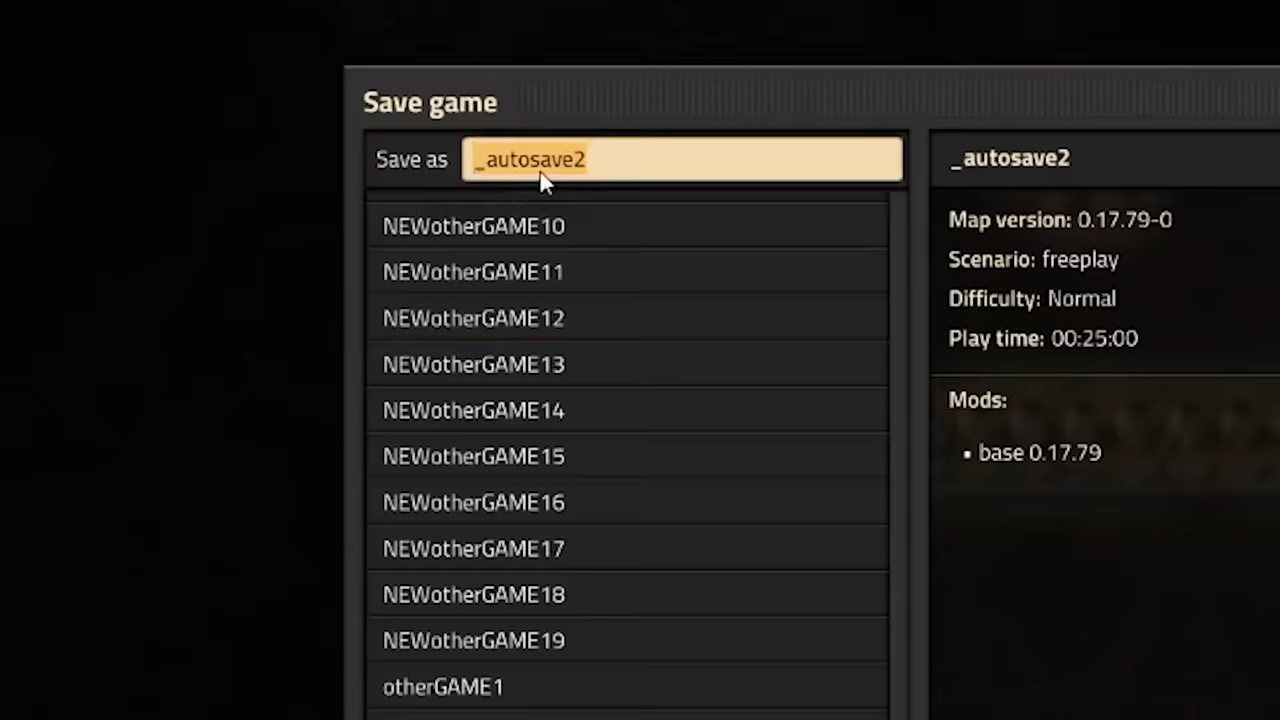 Save game
Save as _autosave2
NEWotherGAME10
NEWotherGAME11
NEWotherGAME12
NEWotherGAME13
NEWotherGAME14
NEWotherGAME15
NEWotherGAME16
NEWotherGAME17
NEWotherGAME18
NEWotherGAME19
otherGAME1
_autosave2
Map version: 0.17.79-0
Scenario: freeplay
Difficulty: Normal
Play time: 00:25:00
Mods:
▪ base 0.17.79